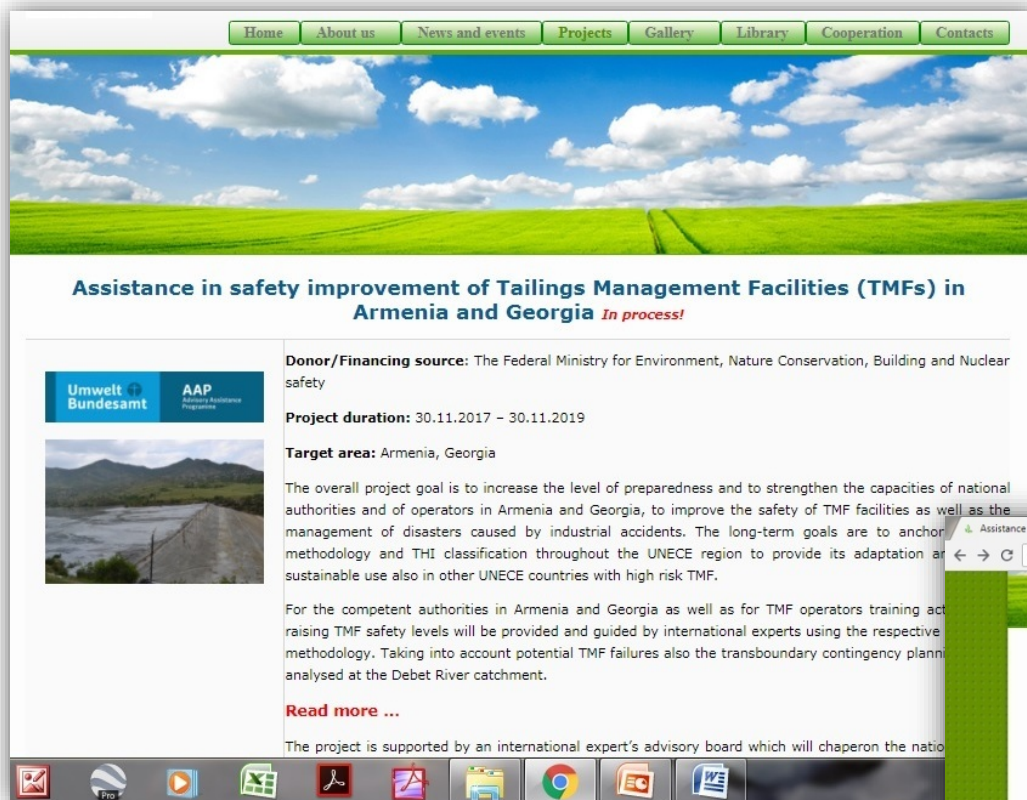 Home About us News and events Projects Gallery Library Cooperation Contacts
Assistance in safety improvement of Tailings Management Facilities (TMFs) in
Armenia and Georgia In process!
Umwelt Bundesamt
AAP
Advisory Assistance
Programme
Donor/Financing source: The Federal Ministry for Environment, Nature Conservation, Building and Nuclear
safety
Project duration: 30.11.2017 – 30.11.2019
Target area: Armenia, Georgia
The overall project goal is to increase the level of preparedness and to strengthen the capacities of national
authorities and of operators in Armenia and Georgia, to improve the safety of TMF facilities as well as the
management of disasters caused by industrial accidents. The long-term goals are to anchor
methodology and THI classification throughout the UNECE region to provide its adaptation
sustainable use also in other UNECE countries with high risk TMF.
For the competent authorities in Armenia and Georgia as well as for TMF operators training
raising TMF safety levels will be provided and guided by international experts using the respective
methodology. Taking into account potential TMF failures also the transboundary contingency
analysed at the Debet River catchment.
Read more ...
The project is supported by an international expert's advisory board which will chaperon the
Assistance
Pro